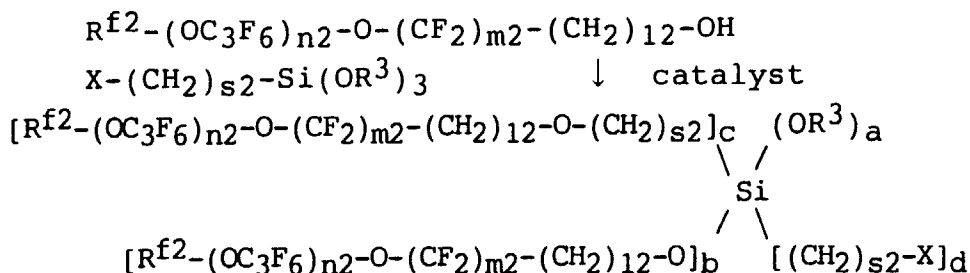 Rf2-(OC3F6)n2-O-(CF2)m2-(CH2)12-OH
X-(CH2)s2-Si(OR3)3 ↓ catalyst
[Rf2-(OC3F6)n2-O-(CF2)m2-(CH2)12-O-(CH2)s2]c (OR3)a
Si
[Rf2-(OC3F6)n2-O-(CF2)m2-(CH2)12-O]b [(CH2)s2-X]d